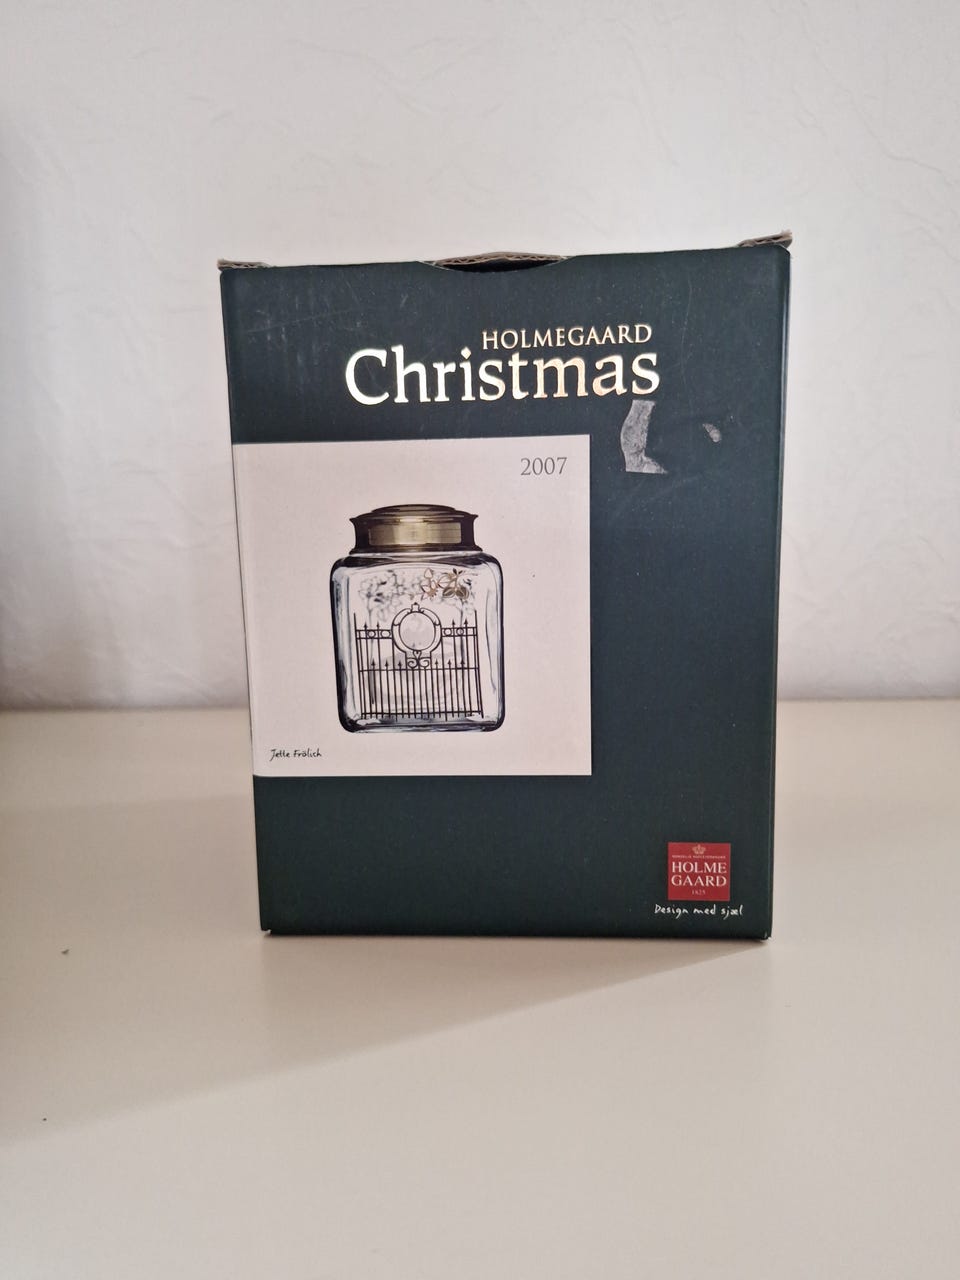 HOLMEGAARD
Christmas
2007
Jette Frölich
HOLME
GAARD
1825
Design med sjæl